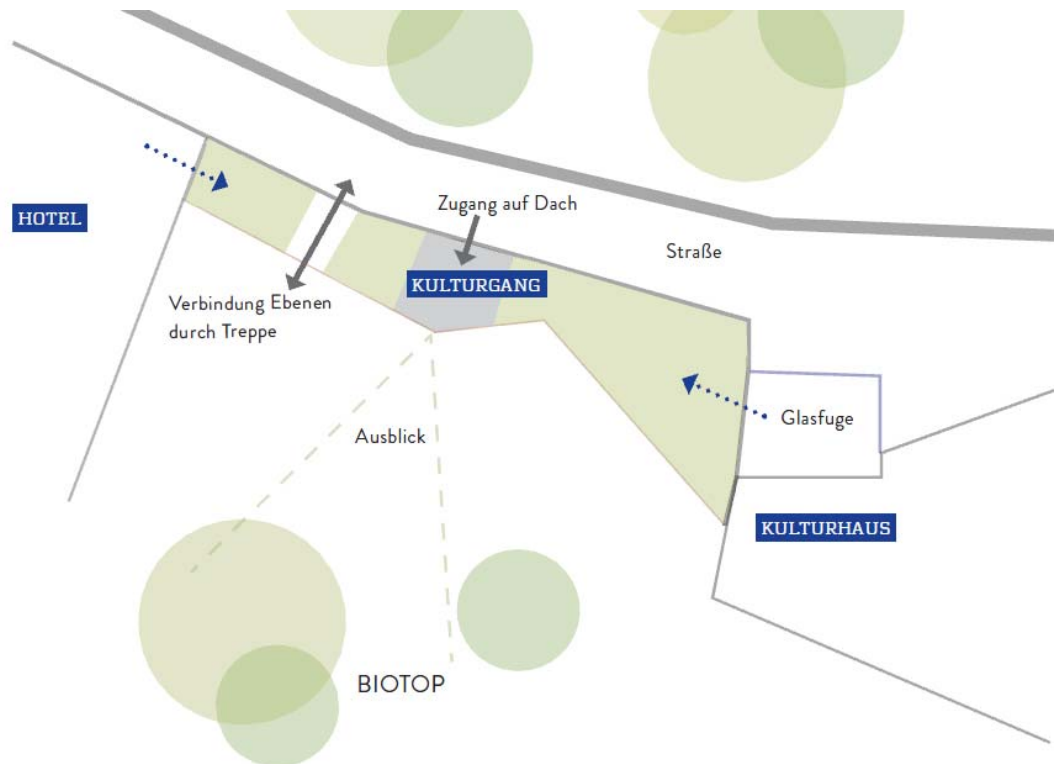 HOTEL
Zugang auf Dach
Straße
KULTURGANG
Verbindung Ebenen
durch Treppe
Glasfuge
Ausblick
KULTURHAUS
BIOTOP